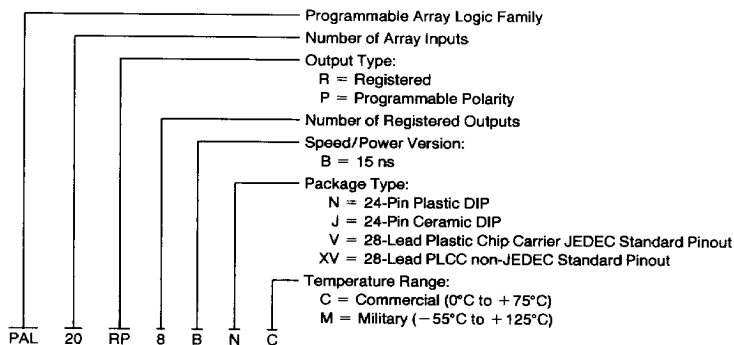 Programmable Array Logic Family
Number of Array Inputs
Output Type:
R = Registered
P = Programmable Polarity
Number of Registered Outputs
Speed/Power Version:
B = 15 ns
Package Type:
N = 24-Pin Plastic DIP
J = 24-Pin Ceramic DIP
V = 28-Lead Plastic Chip Carrier JEDEC Standard Pinout
XV = 28-Lead PLCC non-JEDEC Standard Pinout
Temperature Range:
C = Commercial (0°C to +75°C)
M = Military (−55°C to +125°C)
PAL 20 RP 8 B N C